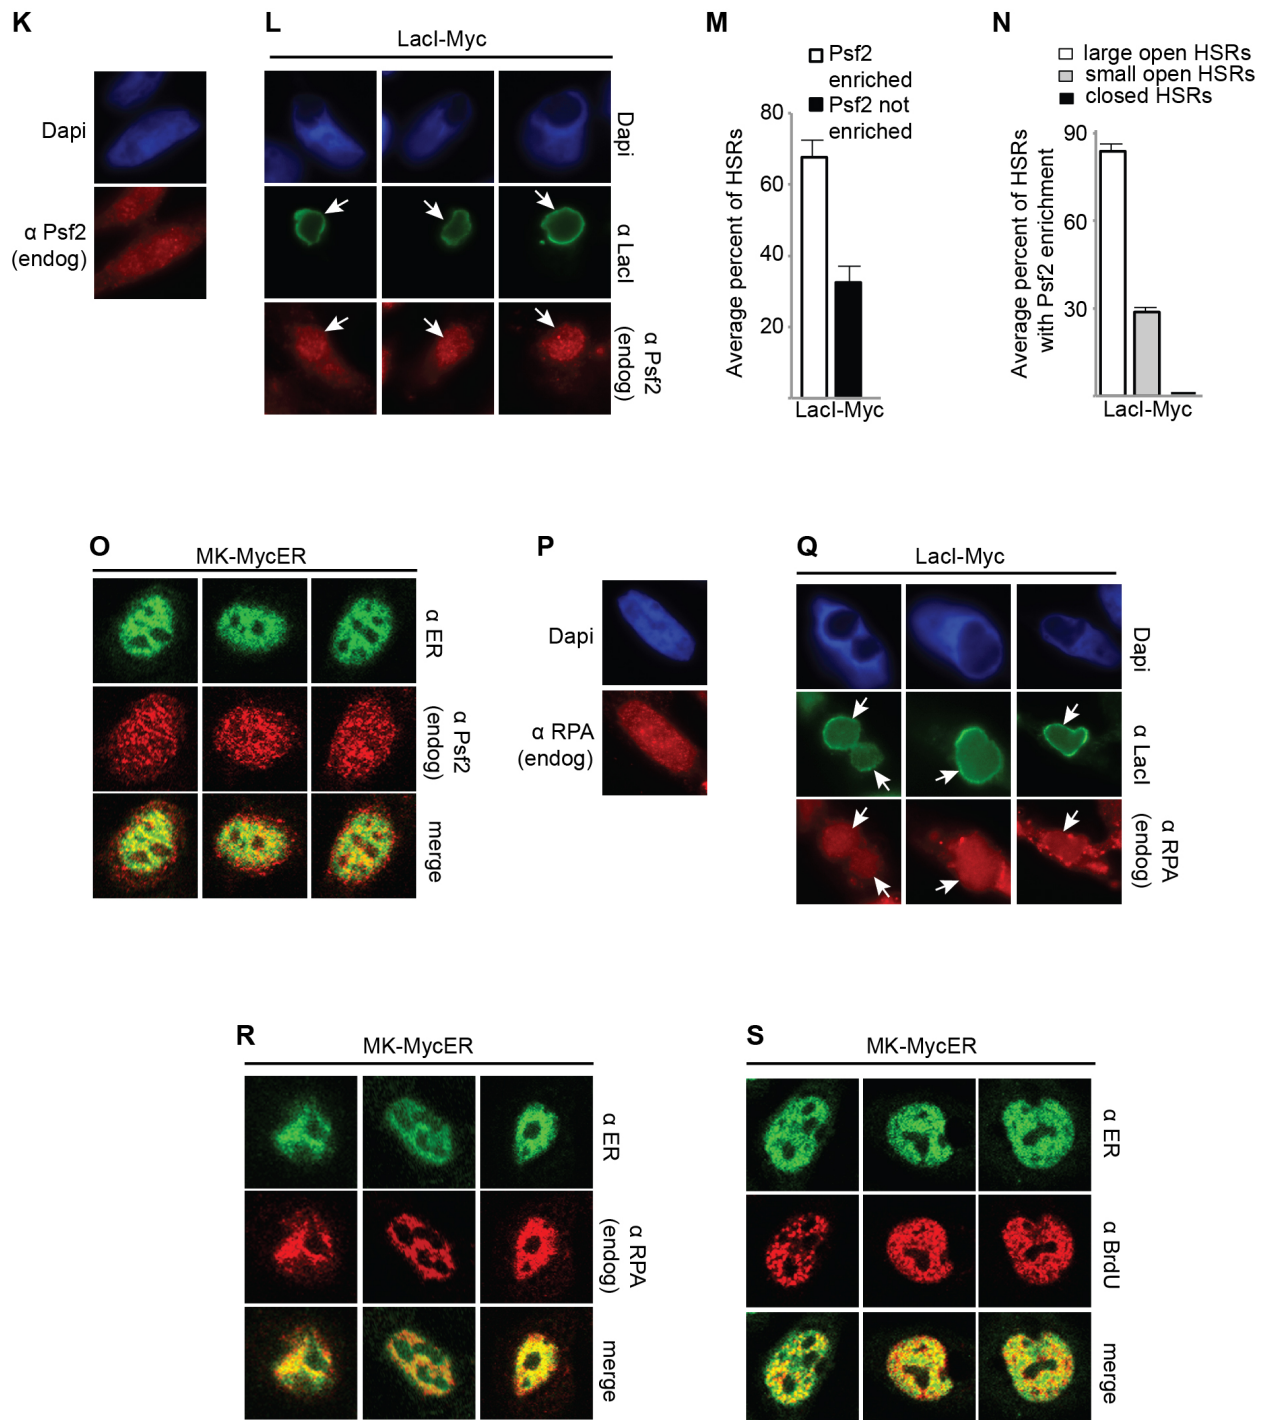 K
Dapi
α Psf2
(endog)
L
LacI-Myc
Dapi
α LacI
α Psf2
(endog)
M
Psf2
enriched
Psf2 not
enriched
Average percent of HSRs
80
60
40
20
LacI-Myc
N
large open HSRs
small open HSRs
closed HSRs
Average percent of HSRs
with Psf2 enrichment
90
60
30
LacI-Myc
O
MK-MycER
α ER
α Psf2
(endog)
merge
P
Dapi
α RPA
(endog)
Q
LacI-Myc
Dapi
α LacI
α RPA
(endog)
R
MK-MycER
α ER
α RPA
(endog)
merge
S
MK-MycER
α ER
α BrdU
merge